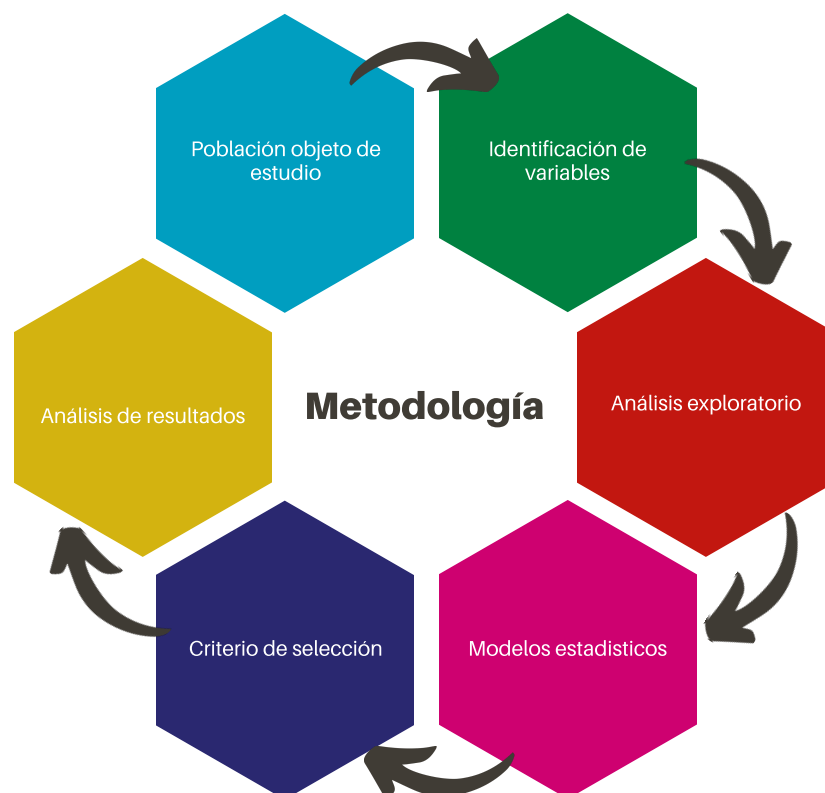 Población objeto de
estudio
Identificación de
variables
Análisis exploratorio
Modelos estadisticos
Criterio de selección
Análisis de resultados
Metodología